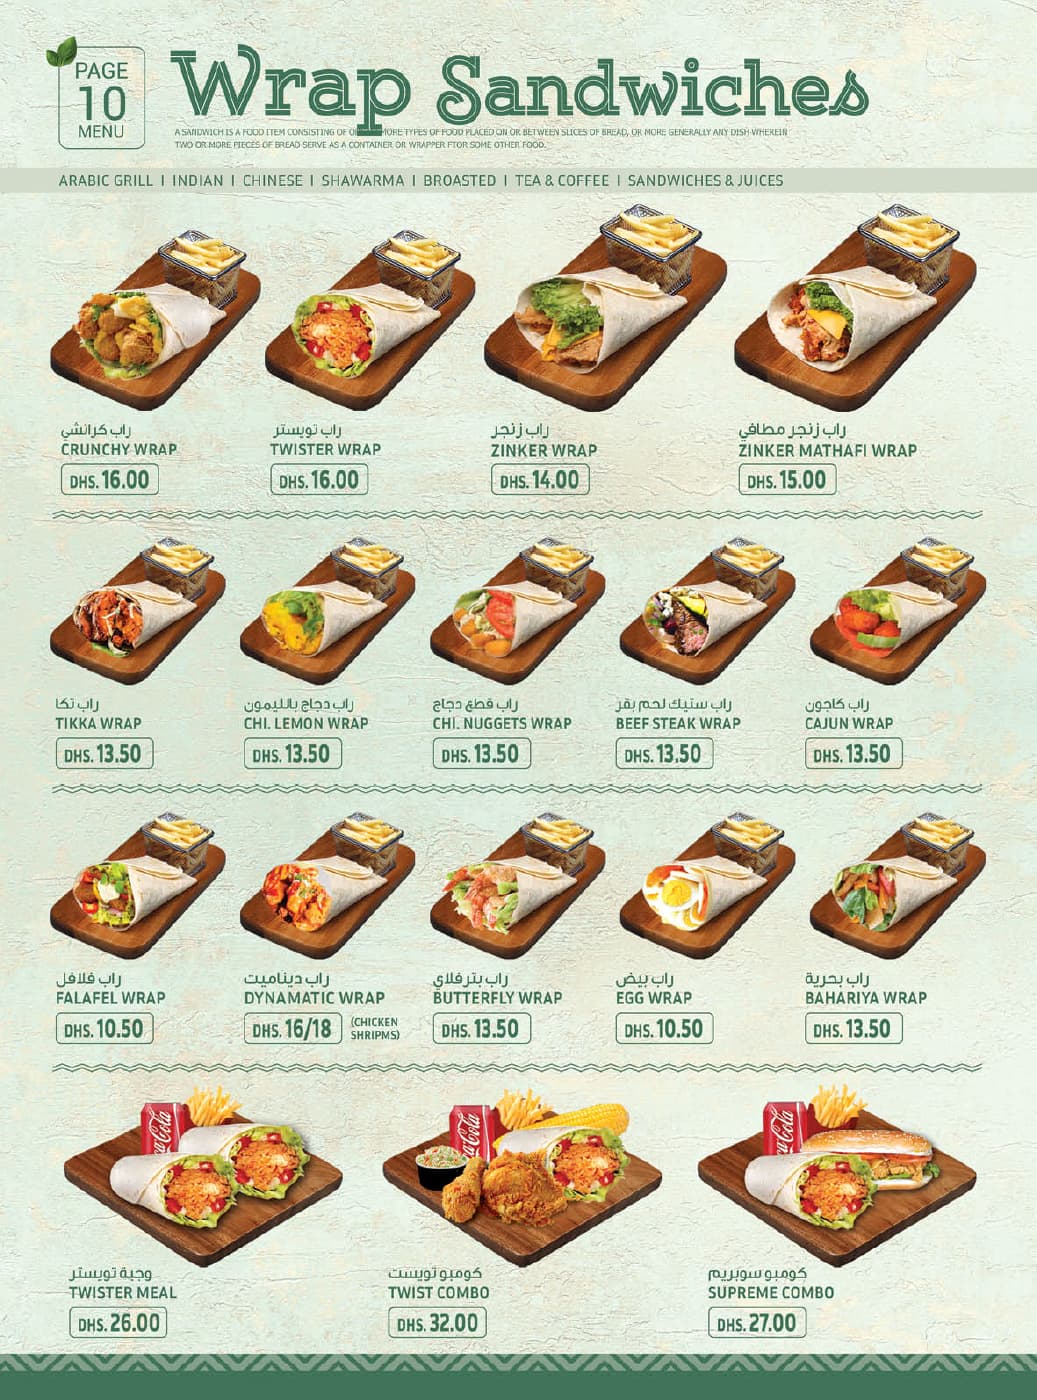 PAGE
10
MENU
Wrap Sandwiches
A SANDWICH IS A FOOD ITEM CONSISTING OF O MORE TYPES OF FOOD PLACED ON OR BETWEEN SLICES OF BREAD, OR MORE GENERALLY ANY DISH WHEREIN
TWO OR MORE PIECES OF BREAD SERVE AS A CONTAINER OR WRAPPER FTOR SOME OTHER FOOD.
ARABIC GRILL I INDIAN I CHINESE I SHAWARMA I BROASTED I TEA & COFFEE I SANDWICHES & JUICES
راب كرانشي
CRUNCHY WRAP
DHS. 16.00
راب تويستر
TWISTER WRAP
DHS. 16.00
راب زنجر
ZINKER WRAP
DHS. 14.00
راب زنجر مطافي
ZINKER MATHAFI WRAP
DHS. 15.00
راب تكا
TIKKA WRAP
DHS. 13.50
راب دجاج بالليمون
CHI. LEMON WRAP
DHS. 13.50
راب قطع دجاج
CHI. NUGGETS WRAP
DHS. 13.50
راب ستيك لحم بقر
BEEF STEAK WRAP
DHS. 13,50
راب كاجون
CAJUN WRAP
DHS. 13.50
راب فلافل
FALAFEL WRAP
DHS. 10.50
راب ديناميت
DYNAMATIC WRAP
DHS. 16/18
(CHICKEN
SHRIPMS)
راب بترفلاي
BUTTERFLY WRAP
DHS. 13.50
راب بيض
EGG WRAP
DHS. 10.50
راب بحرية
BAHARIYA WRAP
DHS. 13.50
Coca-Cola
وجبة تويستر
TWISTER MEAL
DHS. 26.00
Coca-Cola
كومبو تويست
TWIST COMBO
DHS. 32.00
ca-Cola
كومبو سوبريم
SUPREME COMBO
DHS. 27.00